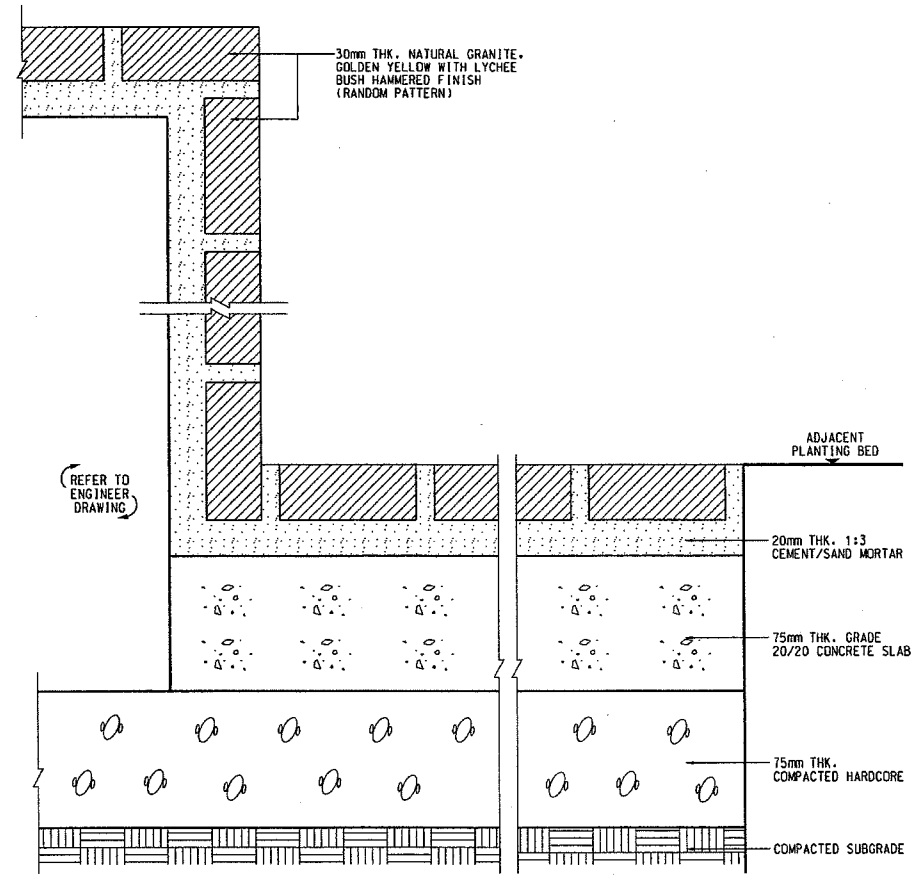 30mm THK. NATURAL GRANITE.
GOLDEN YELLOW WITH LYCHEE
BUSH HAMMERED FINISH
(RANDOM PATTERN)
ADJACENT
PLANTING BED
REFER TO
ENGINEER
DRAWING
20mm THK. 1:3
CEMENT/SAND MORTAR
75mm THK. GRADE
20/20 CONCRETE SLAB
75mm THK.
COMPACTED HARDCORE
COMPACTED SUBGRADE